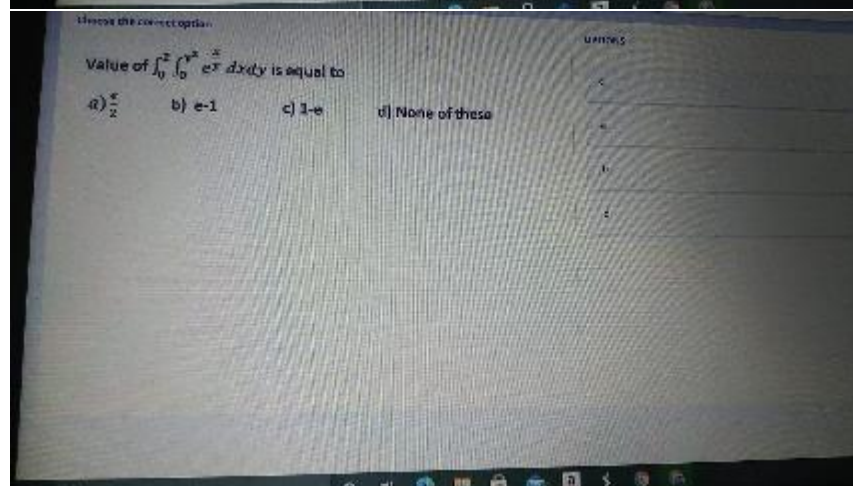 Choose the correct option
Value of ∫₀² ∫₀^{y²} e^{x/y} dxdy is equal to
a) e/2 b) e-1 c) 1-e d) None of these